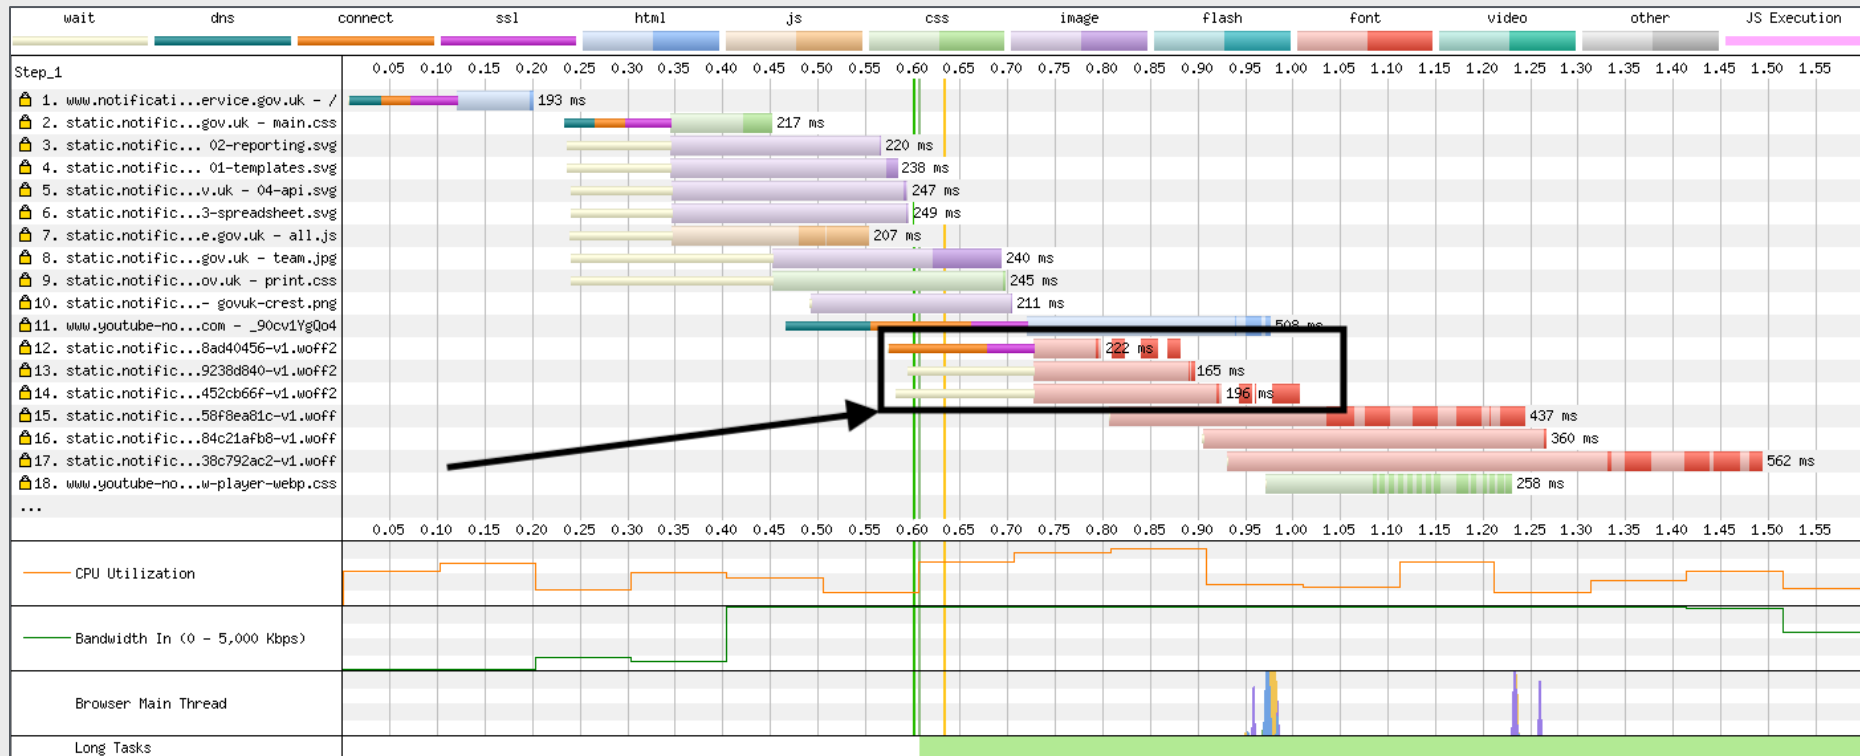 wait dns connect ssl html js css image flash font video other JS Execution
Step_1 0.05 0.10 0.15 0.20 0.25 0.30 0.35 0.40 0.45 0.50 0.55 0.60 0.65 0.70 0.75 0.80 0.85 0.90 0.95 1.00 1.05 1.10 1.15 1.20 1.25 1.30 1.35 1.40 1.45 1.50 1.55
1. www.notificati...ervice.gov.uk - / 193 ms
2. static.notific...gov.uk - main.css 217 ms
3. static.notific... 02-reporting.svg 220 ms
4. static.notific... 01-templates.svg 238 ms
5. static.notific...v.uk - 04-api.svg 247 ms
6. static.notific...3-spreadsheet.svg 249 ms
7. static.notific...e.gov.uk - all.js 207 ms
8. static.notific...gov.uk - team.jpg 240 ms
9. static.notific...ov.uk - print.css 245 ms
10. static.notific...- govuk-crest.png 211 ms
11. www.youtube-no...com - _90cv1YgQo4 508 ms
12. static.notific...8ad40456-v1.woff2 222 ms
13. static.notific...9238d840-v1.woff2 165 ms
14. static.notific...452cb66f-v1.woff2 196 ms
15. static.notific...58f8ea81c-v1.woff 437 ms
16. static.notific...84c21afb8-v1.woff 360 ms
17. static.notific...38c792ac2-v1.woff 562 ms
18. www.youtube-no...w-player-webp.css 258 ms
...
0.05 0.10 0.15 0.20 0.25 0.30 0.35 0.40 0.45 0.50 0.55 0.60 0.65 0.70 0.75 0.80 0.85 0.90 0.95 1.00 1.05 1.10 1.15 1.20 1.25 1.30 1.35 1.40 1.45 1.50 1.55
CPU Utilization
Bandwidth In (0 - 5,000 Kbps)
Browser Main Thread
Long Tasks